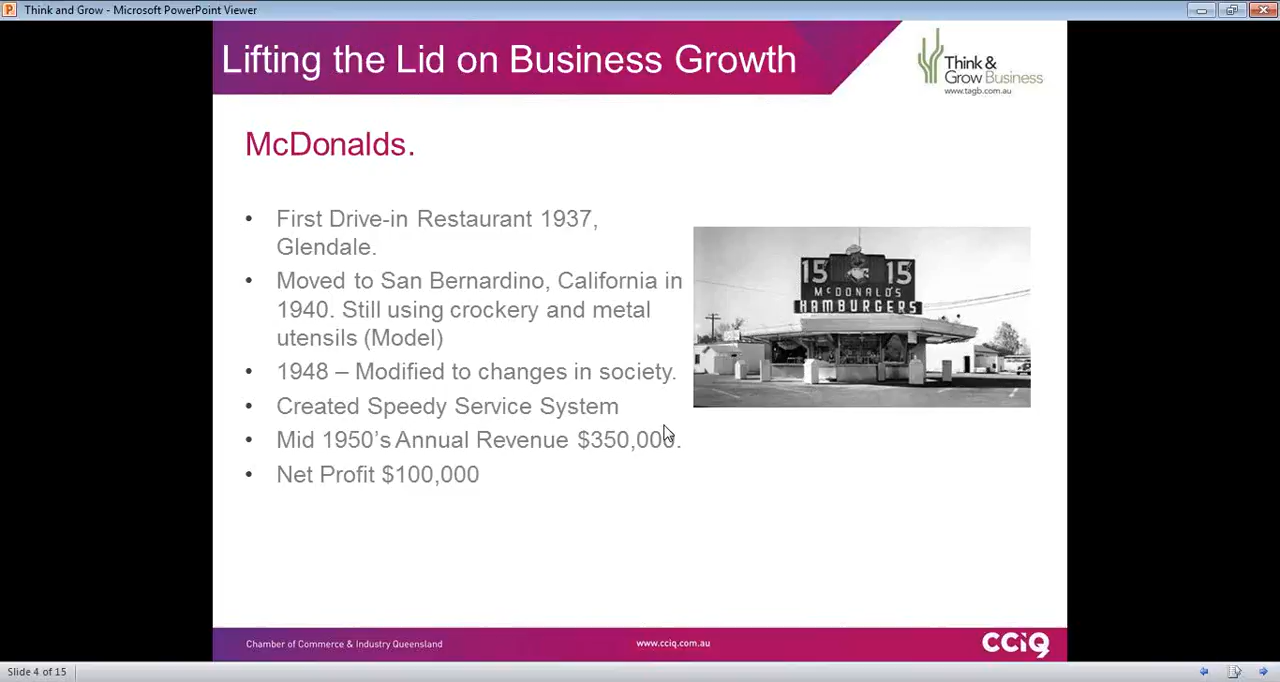 Think and Grow - Microsoft PowerPoint Viewer
Lifting the Lid on Business Growth
Think &
Grow Business
www.tagb.com.au
McDonalds.
• First Drive-in Restaurant 1937,
Glendale.
• Moved to San Bernardino, California in
1940. Still using crockery and metal
utensils (Model)
• 1948 – Modified to changes in society.
• Created Speedy Service System
• Mid 1950's Annual Revenue $350,000.
• Net Profit $100,000
15 15
McDONALD'S
HAMBURGERS
Chamber of Commerce & Industry Queensland
www.cciq.com.au
CCiQ
Slide 4 of 15